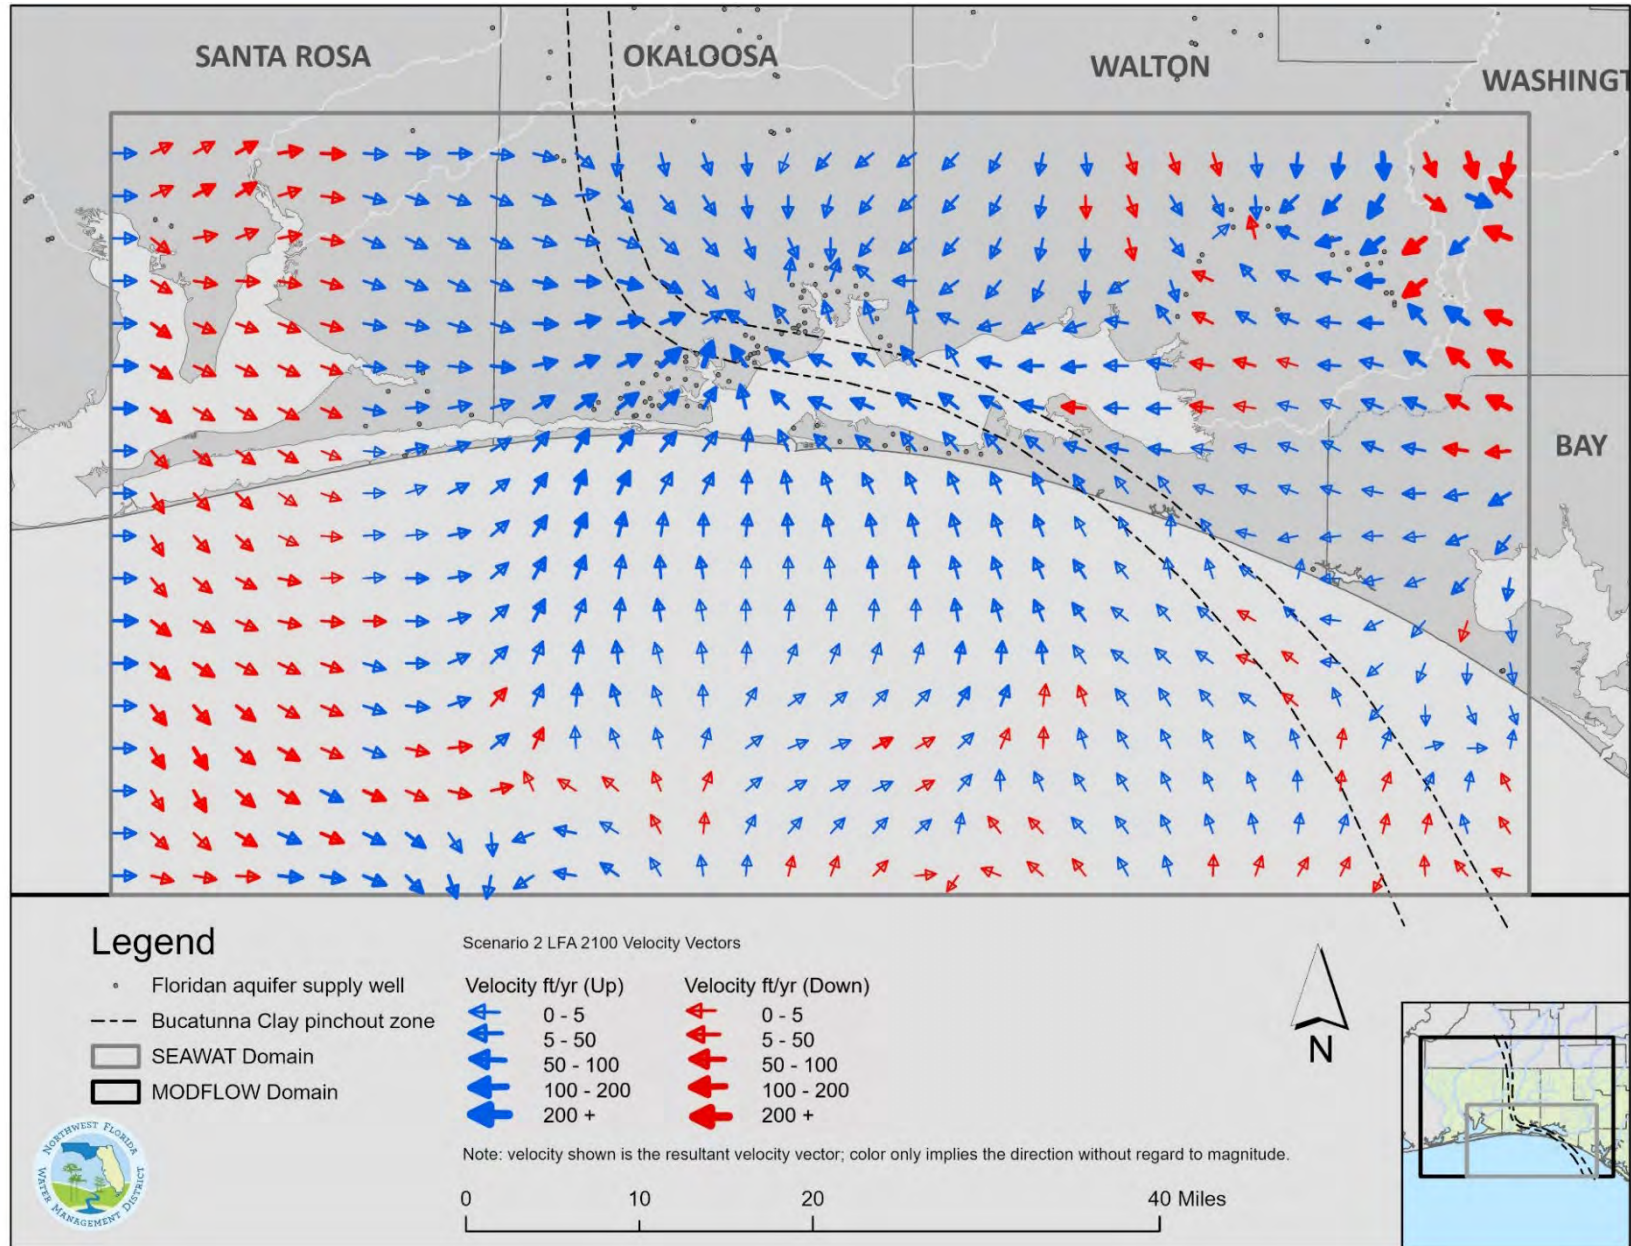 SANTA ROSA
OKALOOSA
WALTON
WASHINGT
BAY
Legend
Floridan aquifer supply well
Bucatunna Clay pinchout zone
SEAWAT Domain
MODFLOW Domain
Scenario 2 LFA 2100 Velocity Vectors
Velocity ft/yr (Up)
0 - 5
5 - 50
50 - 100
100 - 200
200 +
Velocity ft/yr (Down)
0 - 5
5 - 50
50 - 100
100 - 200
200 +
Note: velocity shown is the resultant velocity vector; color only implies the direction without regard to magnitude.
N
0 10 20 40 Miles
NORTHWEST FLORIDA
WATER MANAGEMENT DISTRICT